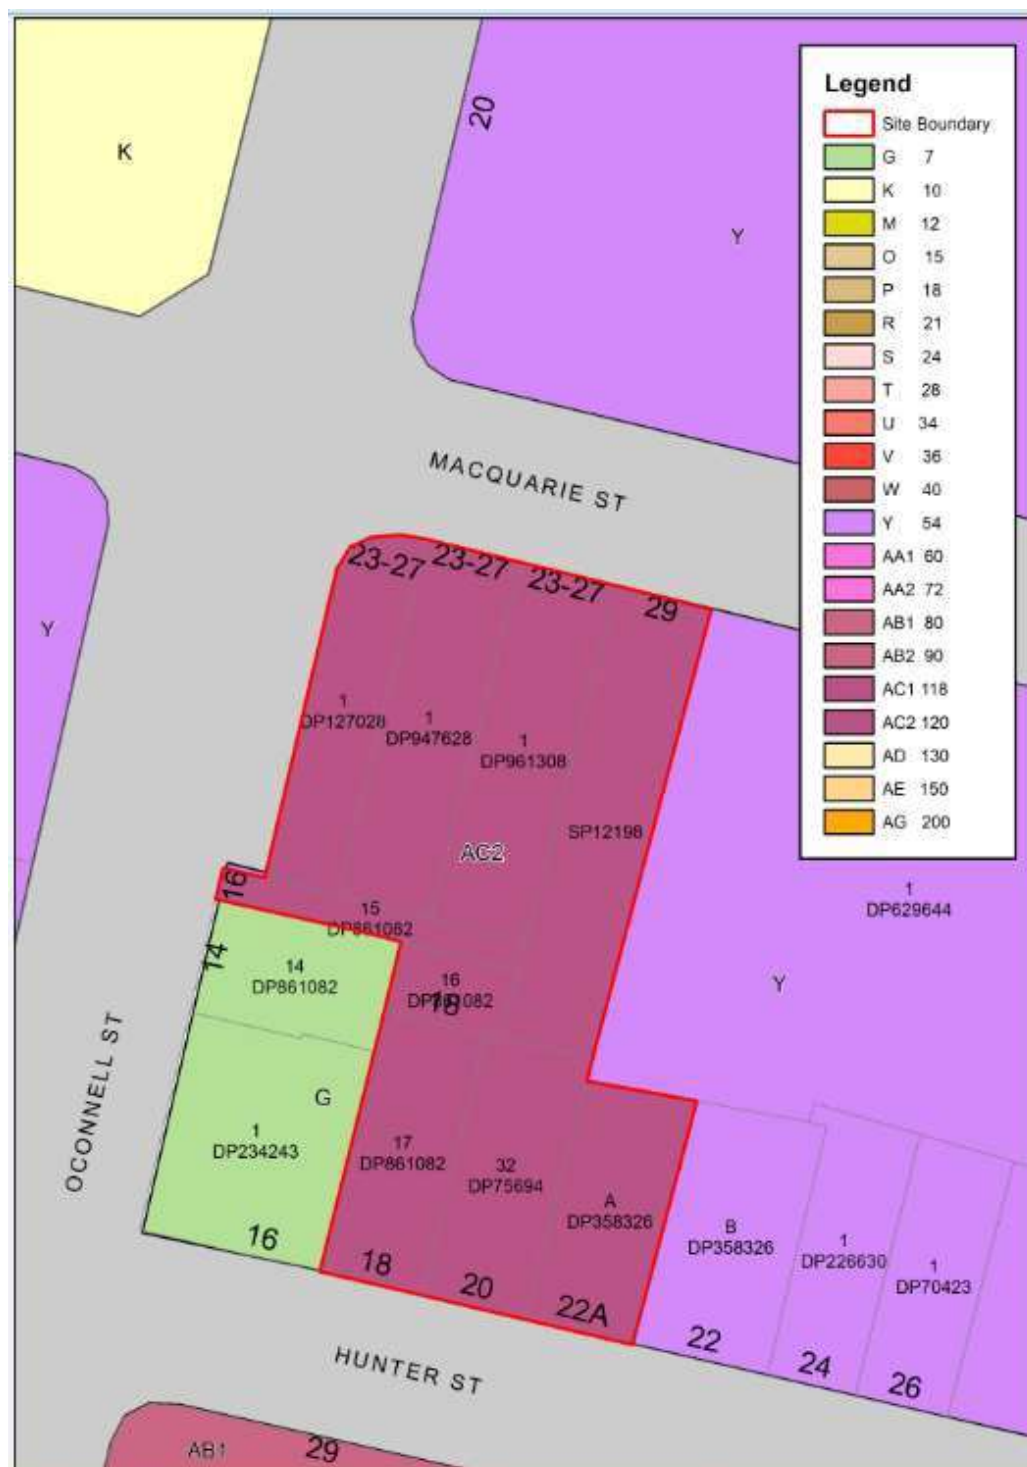 K
20
Y
Legend
Site Boundary
G 7
K 10
M 12
O 15
P 18
R 21
S 24
T 28
U 34
V 36
W 40
Y 54
AA1 60
AA2 72
AB1 80
AB2 90
AC1 118
AC2 120
AD 130
AE 150
AG 200
MACQUARIE ST
23-27
23-27
23-27
29
Y
1
DP127028
1
DP947628
1
DP961308
SP12198
AC2
16
15
DP861082
1
DP629644
14
14
DP861082
16
DP861082
18
Y
OCONNELL ST
G
1
DP234243
17
DP861082
32
DP75694
A
DP358326
B
DP358326
1
DP226630
1
DP70423
16
18
20
22A
22
24
26
HUNTER ST
AB1
29